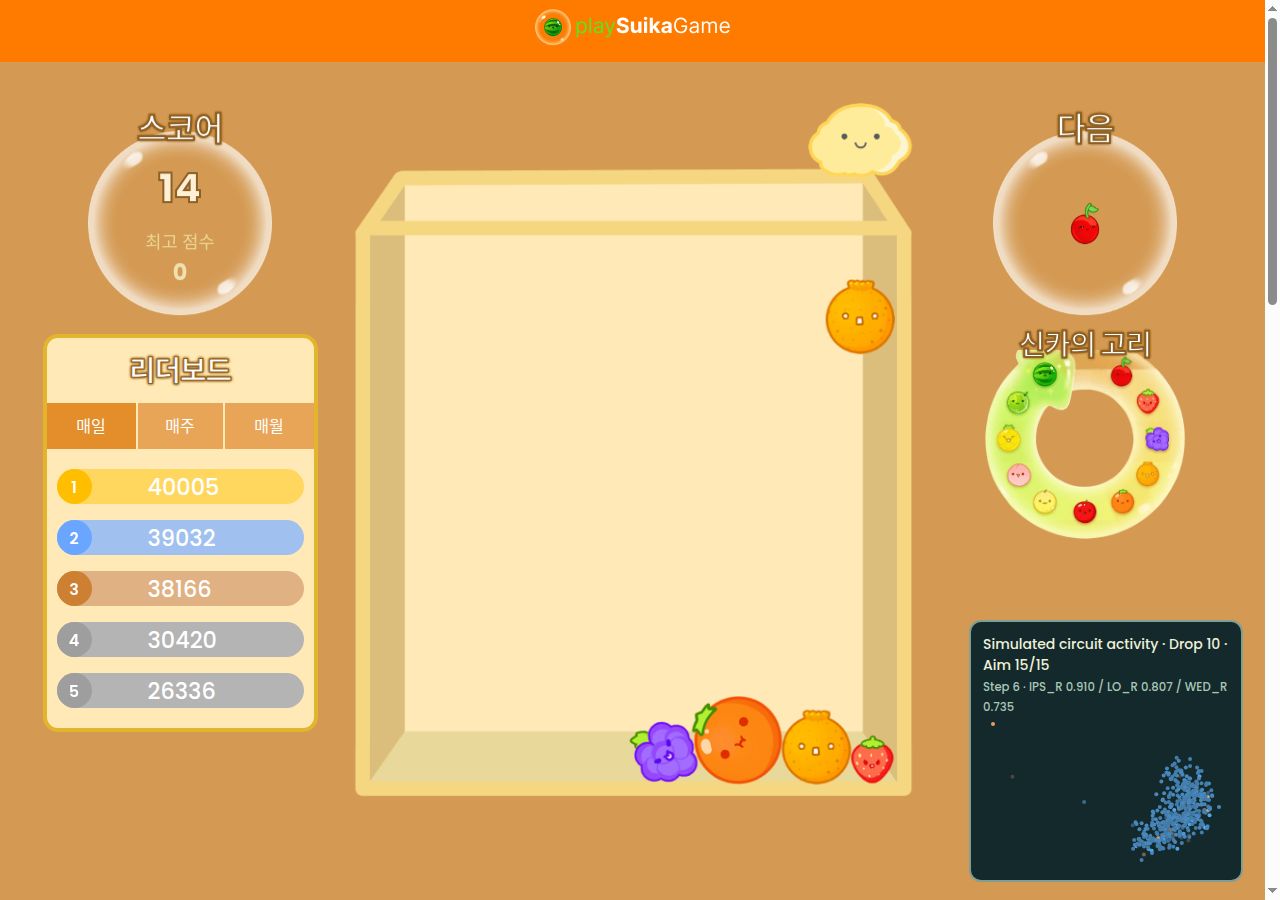 playSuikaGame
스코어
14
최고 점수
0
다음
신카의 고리
리더보드
매일 매주 매월
1 40005
2 39032
3 38166
4 30420
5 26336
Simulated circuit activity · Drop 10 ·
Aim 15/15
Step 6 · IPS_R 0.910 / LO_R 0.807 / WED_R
0.735